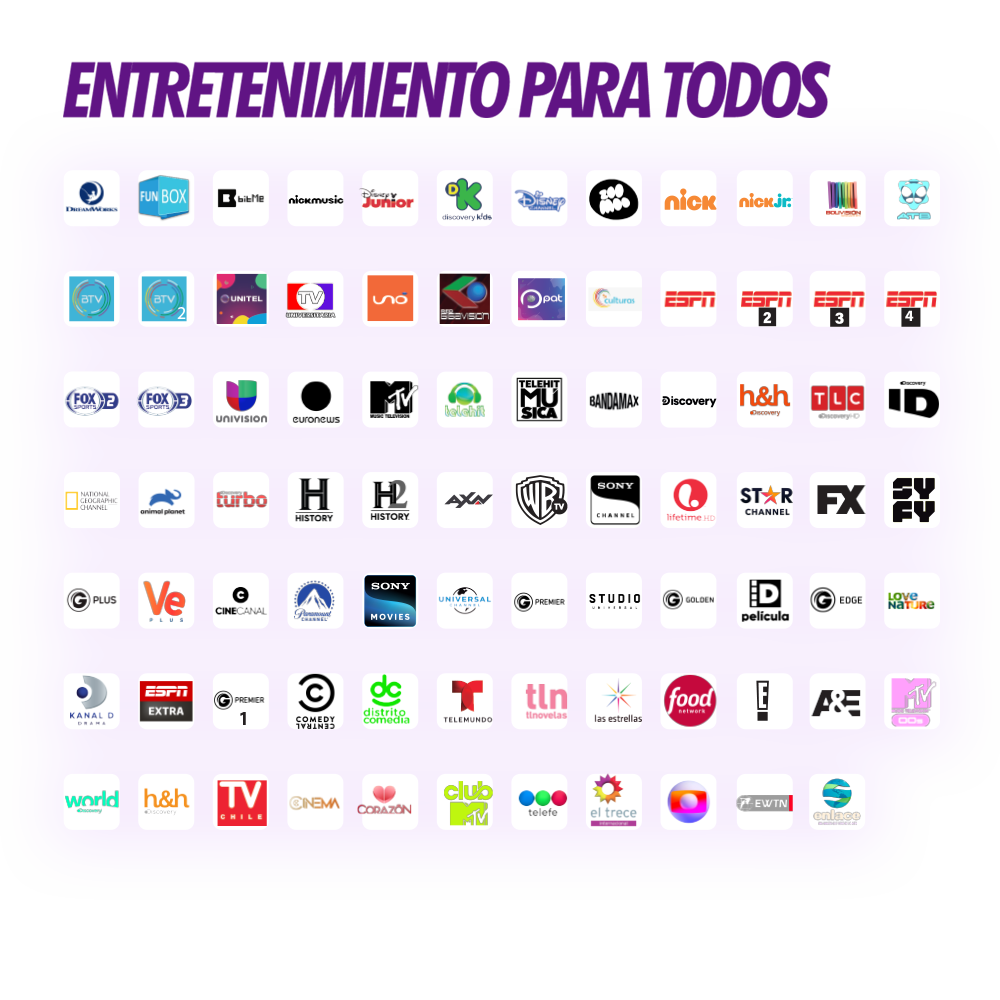 ENTRETENIMIENTO PARA TODOS
DREAMWORKS
FUN BOX
bitMe
nickmusic
Disney Junior
D K discovery kids
Disney CHANNEL
nick
nick jr.
BOLIVISIÓN
ATB
BTV
BTV 2
UNITEL
TV UNIVERSITARIA
uno
BIGAVISION
pat
culturas
ESPN
ESPN 2
ESPN 3
ESPN 4
FOX SPORTS 2
FOX SPORTS 3
UNIVISION
euronews
MTV MUSIC TELEVISION
telehit
TELEHIT MÚSICA
BANDAMAX
Discovery
h&h Discovery
TLC Discovery HD
Discovery ID
NATIONAL GEOGRAPHIC CHANNEL
animal planet
turbo
H HISTORY
H2 HISTORY
AXN
WB TV
SONY CHANNEL
lifetime HD
STAR CHANNEL
FX
SYFY
G PLUS
Ve PLUS
C CINECANAL
Paramount CHANNEL
SONY MOVIES
UNIVERSAL CHANNEL
G PREMIER
STUDIO UNIVERSAL
G GOLDEN
D película
G EDGE
LOVE NATURE
KANAL D DRAMA
ESPN EXTRA
G PREMIER 1
COMEDY CENTRAL
dc distrito comedia
T TELEMUNDO
tln tlnovelas
las estrellas
food network
E!
A&E
MTV 00s
world Discovery
h&h Discovery
TV CHILE
CINEMA
CORAZÓN
club MTV
telefe
el trece internacional
EWTN
enlace